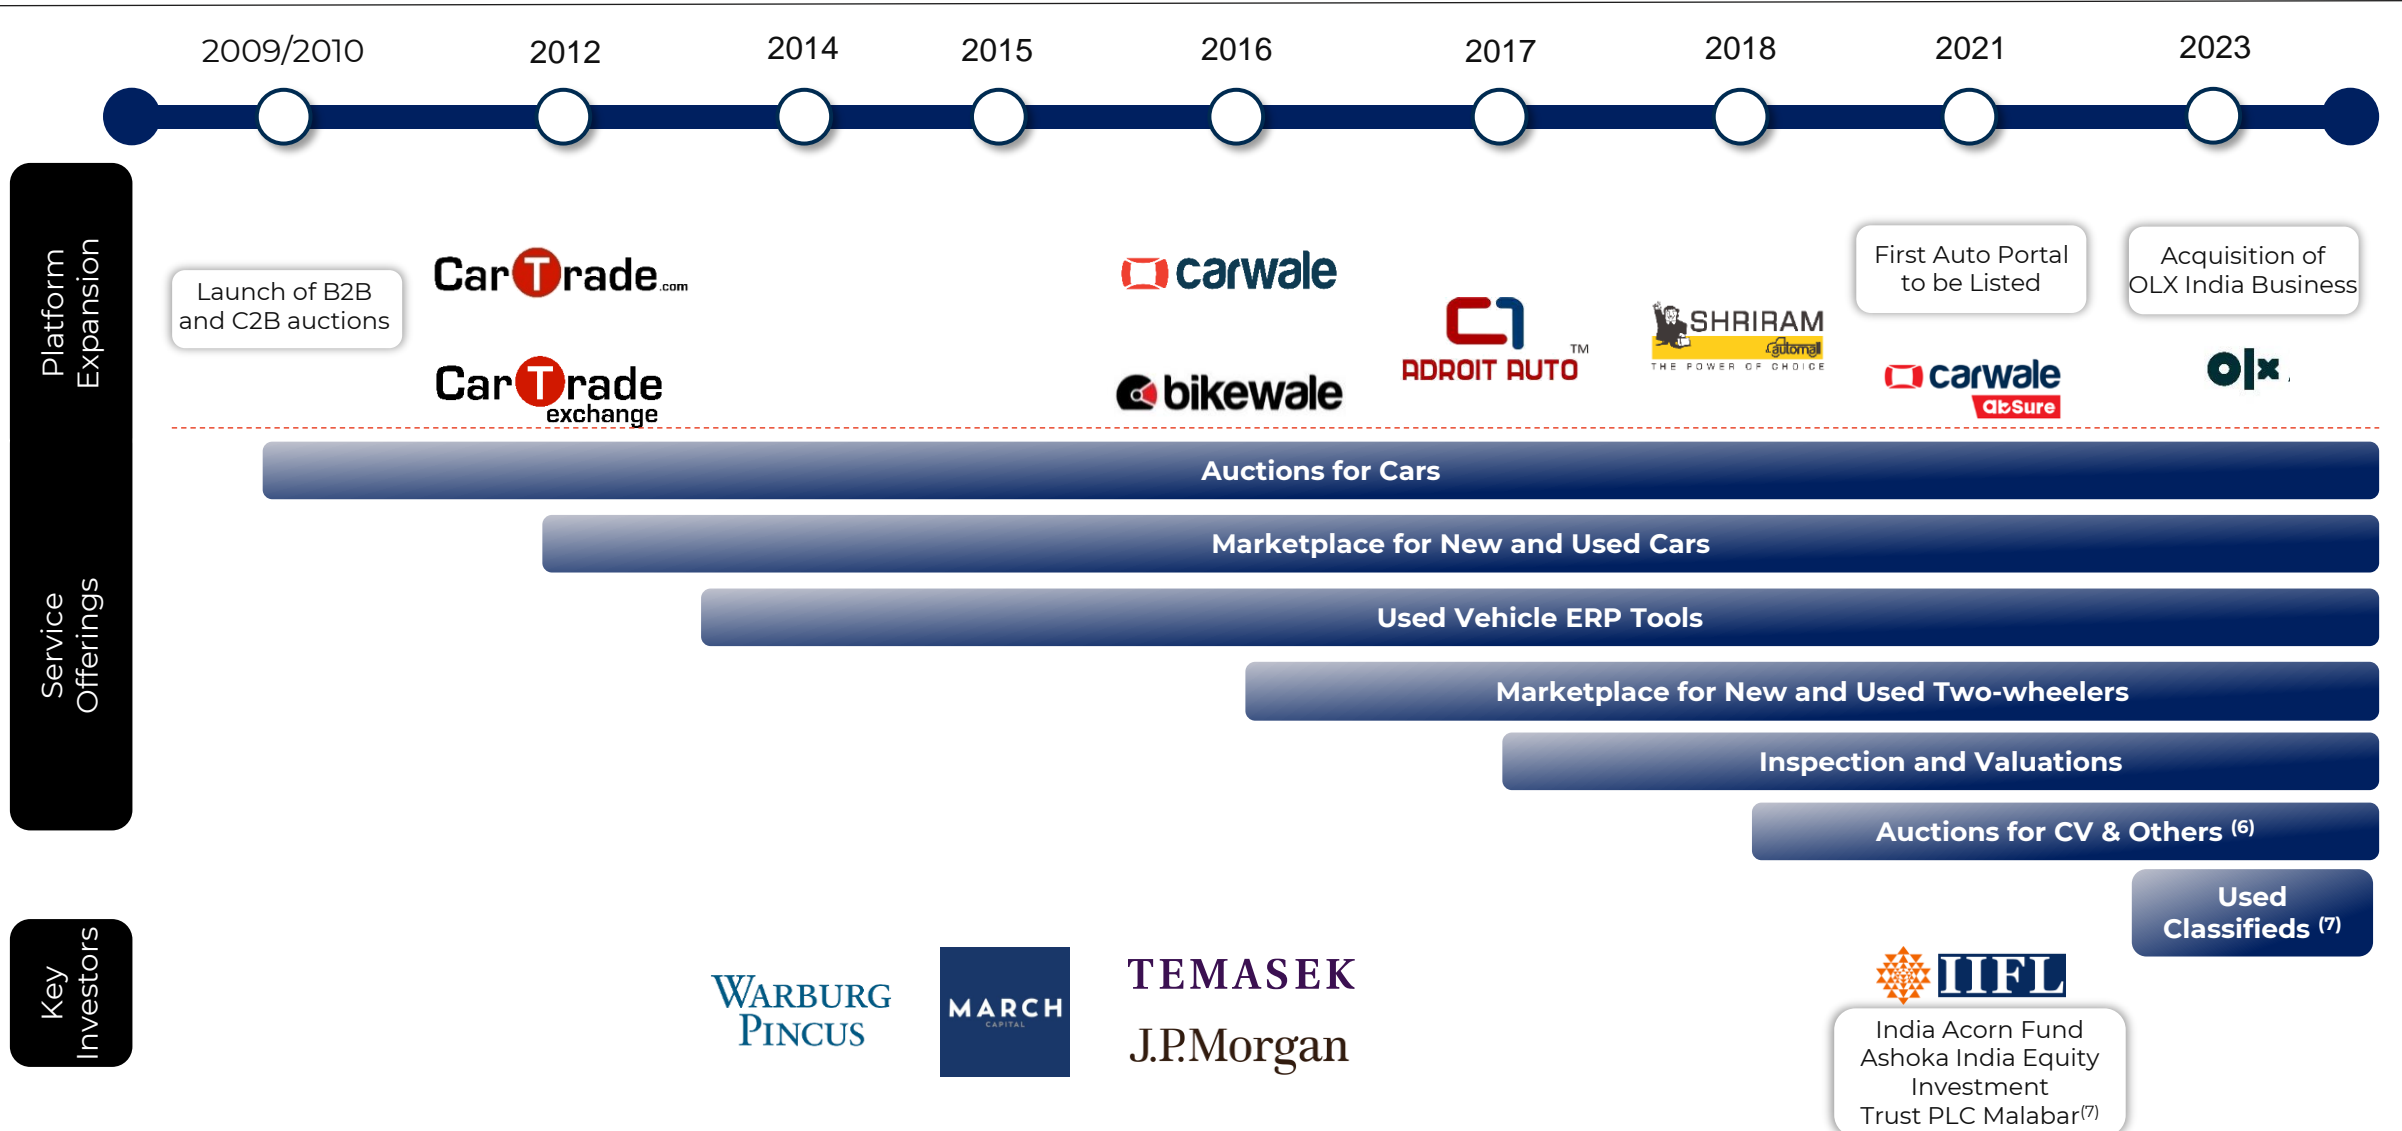 2009/2010
2012
2014
2015
2016
2017
2018
2021
2023
Platform
Expansion
Launch of B2B
and C2B auctions
CarTrade.com
CarTrade
exchange
carwale
bikewale
ADROIT AUTO TM
SHRIRAM
automall
THE POWER OF CHOICE
First Auto Portal
to be Listed
carwale
abSure
Acquisition of
OLX India Business
olx
Service
Offerings
Auctions for Cars
Marketplace for New and Used Cars
Used Vehicle ERP Tools
Marketplace for New and Used Two-wheelers
Inspection and Valuations
Auctions for CV & Others (6)
Used
Classifieds (7)
Key
Investors
WARBURG
PINCUS
MARCH
CAPITAL
TEMASEK
J.P.Morgan
IIFL
India Acorn Fund
Ashoka India Equity
Investment
Trust PLC Malabar(7)